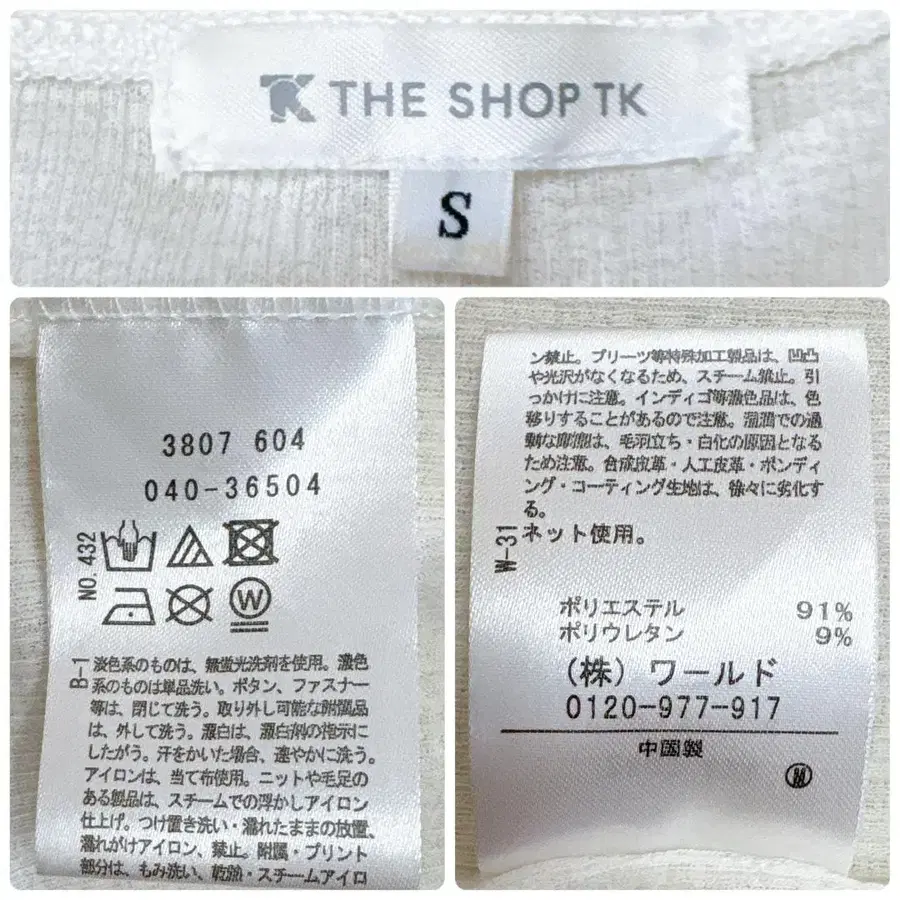 THE SHOP TK
S
3807 604
040-36504
NO. 432
W
B-1
淡色系のものは、無蛍光洗剤を使用。濃色
系のものは単品洗い。ボタン、ファスナー
等は、閉じて洗う。取り外し可能な附属品
は、外して洗う。漂白は、漂白剤の指示に
したがう。汗をかいた場合、速やかに洗う。
アイロンは、当て布使用。ニットや毛足の
ある製品は、スチームでの浮かしアイロン
仕上げ。つけ置き洗い・濡れたままの放置、
濡れがけアイロン、禁止。附属・プリント
部分は、もみ洗い、乾熱・スチームアイロ
ン禁止。プリーツ等特殊加工製品は、凹凸
や光沢がなくなるため、スチーム禁止。引
っかけに注意。インディゴ等濃色品は、色
移りすることがあるので注意。湿潤での過
動な摩擦は、毛羽立ち・白化の原因となる
ため注意。合成皮革・人工皮革・ボンディ
ング・コーティング生地は、徐々に劣化す
る。
W-31
ネット使用。
ポリエステル 91%
ポリウレタン 9%
(株) ワールド
0120-977-917
中国製